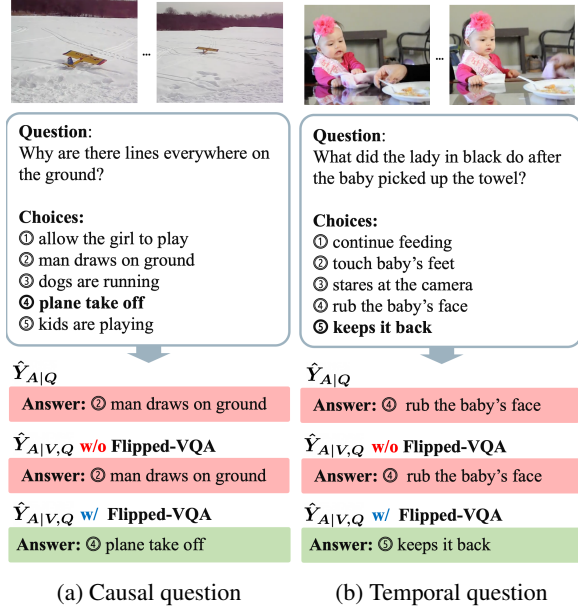 ...
Question:
Why are there lines everywhere on
the ground?
Choices:
① allow the girl to play
② man draws on ground
③ dogs are running
④ plane take off
⑤ kids are playing
Ŷ_{A|Q}
Answer: ② man draws on ground
Ŷ_{A|V,Q} w/o Flipped-VQA
Answer: ② man draws on ground
Ŷ_{A|V,Q} w/ Flipped-VQA
Answer: ④ plane take off
(a) Causal question
...
Question:
What did the lady in black do after
the baby picked up the towel?
Choices:
① continue feeding
② touch baby's feet
③ stares at the camera
④ rub the baby's face
⑤ keeps it back
Ŷ_{A|Q}
Answer: ④ rub the baby's face
Ŷ_{A|V,Q} w/o Flipped-VQA
Answer: ④ rub the baby's face
Ŷ_{A|V,Q} w/ Flipped-VQA
Answer: ⑤ keeps it back
(b) Temporal question